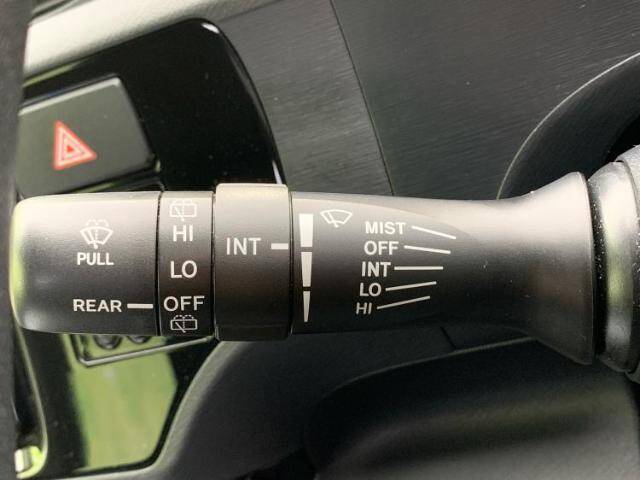 PULL
REAR
HI
LO
OFF
INT
MIST
OFF
INT
LO
HI